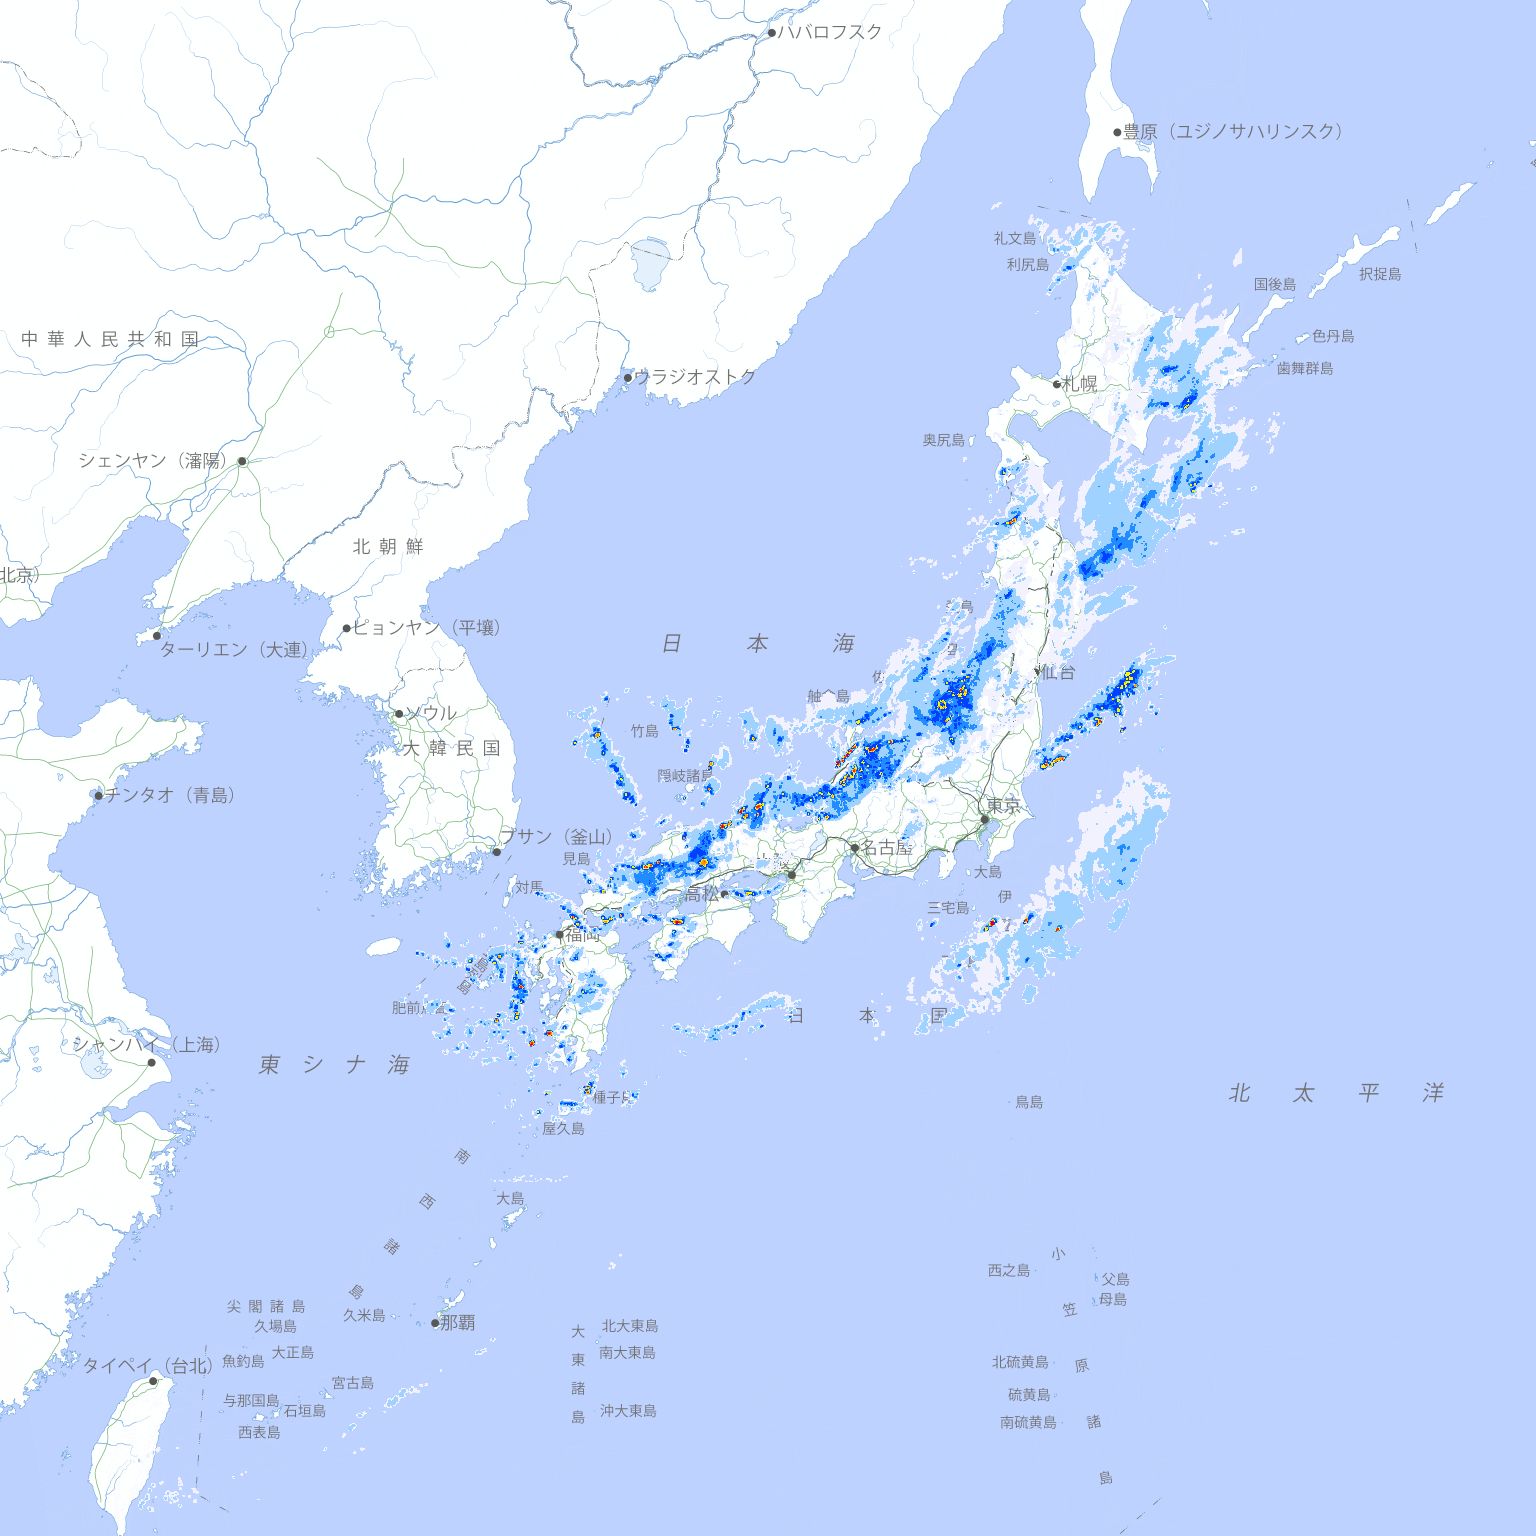 ハバロフスク
豊原（ユジノサハリンスク）
礼文島
利尻島
択捉島
国後島
色丹島
歯舞群島
中華人民共和国
ウラジオストク
札幌
奥尻島
シェンヤン（瀋陽）
北朝鮮
北京）
ピョンヤン（平壌）
ターリエン（大連）
日本海
仙台
舳倉島
ソウル
竹島
大韓民国
隠岐諸島
チンタオ（青島）
東京
プサン（釜山）
名古屋
見島
大島
対馬
高松
伊
三宅島
福岡
肥前
日本国
シャンハイ（上海）
東シナ海
種子島
北太平洋
鳥島
屋久島
南西諸島
大島
小笠原諸島
西之島
父島
母島
尖閣諸島
久米島
久場島
那覇
大東諸島
北大東島
大正島
南大東島
魚釣島
タイペイ（台北）
北硫黄島
宮古島
硫黄島
与那国島
石垣島
沖大東島
南硫黄島
西表島